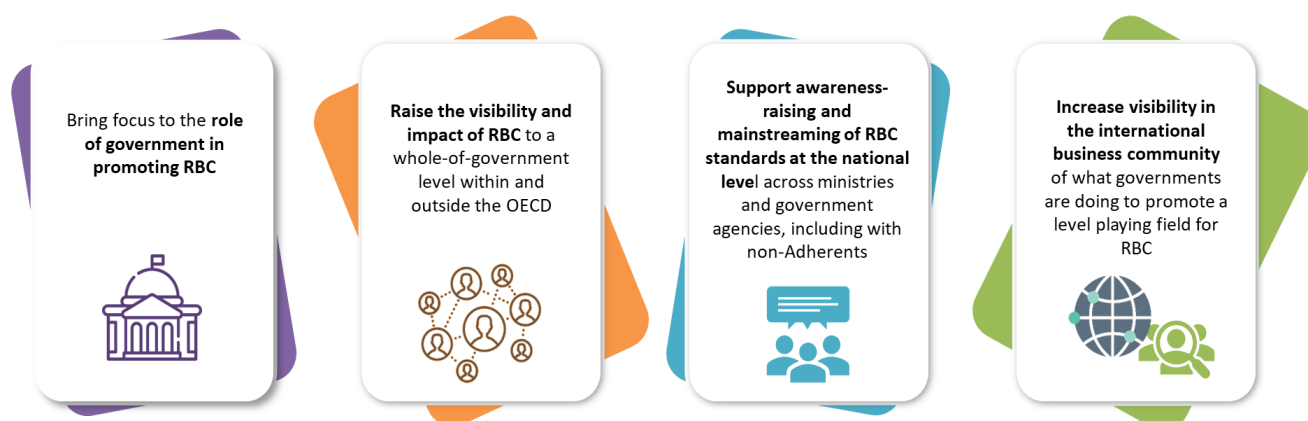 Bring focus to the role
of government in
promoting RBC
Raise the visibility and
impact of RBC to a
whole-of-government
level within and
outside the OECD
Support awareness-
raising and
mainstreaming of RBC
standards at the national
level across ministries
and government
agencies, including with
non-Adherents
Increase visibility in
the international
business community
of what governments
are doing to promote a
level playing field for
RBC